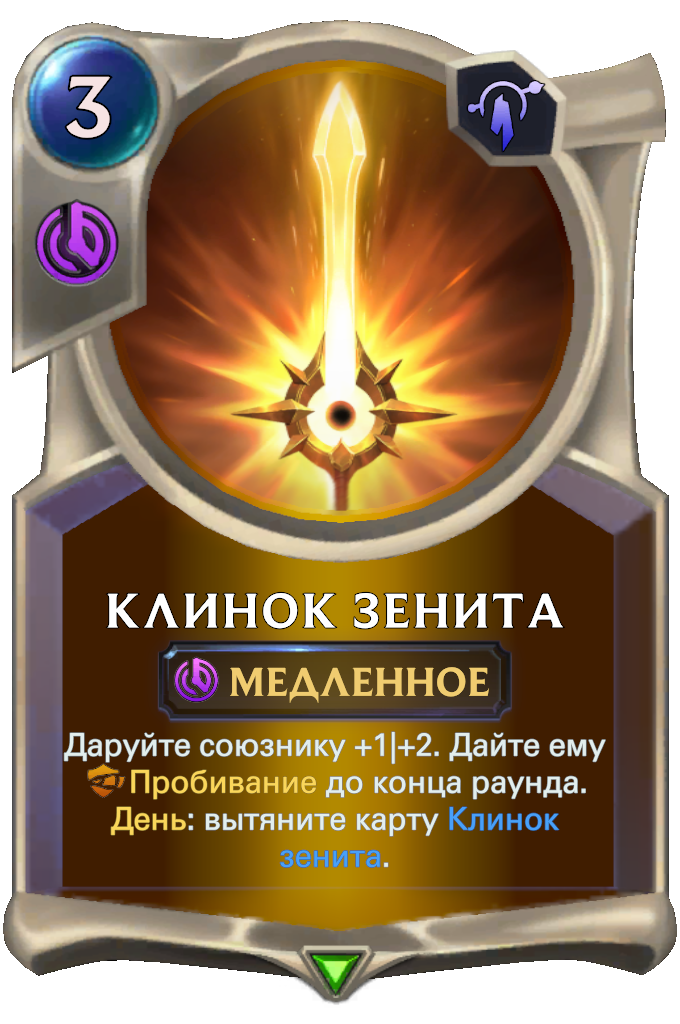 3
КЛИНОК ЗЕНИТА
МЕДЛЕННОЕ
Даруйте союзнику +1|+2. Дайте ему
Пробивание до конца раунда.
День: вытяните карту Клинок
зенита.